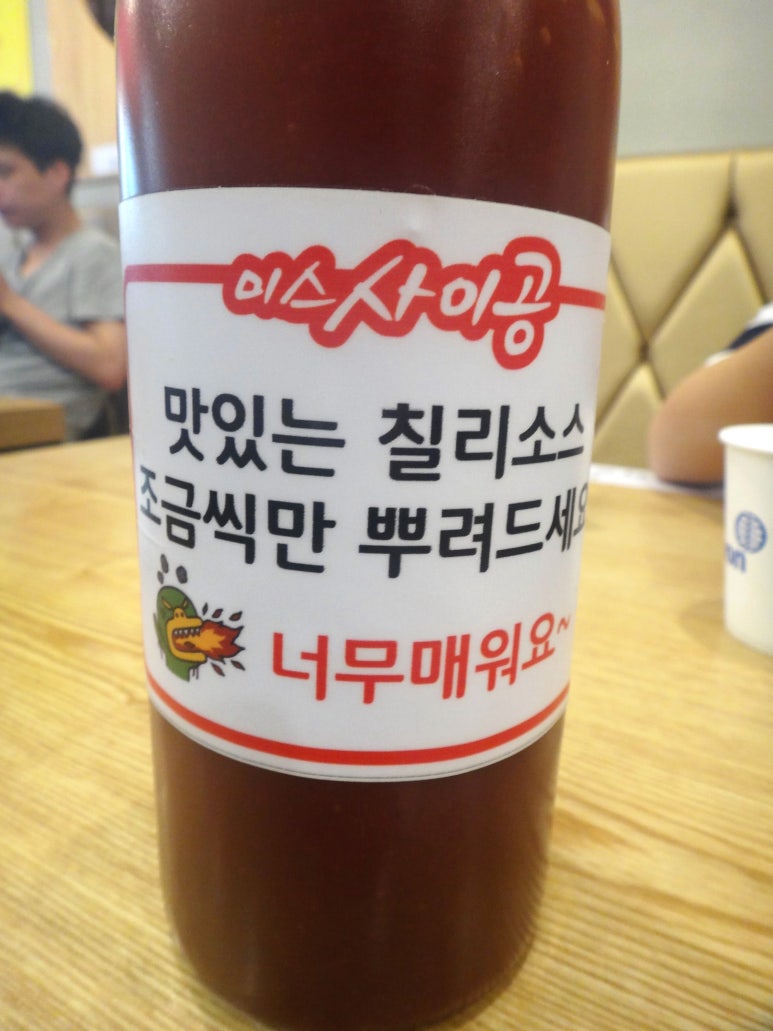 미스사이공
맛있는 칠리소스
조금씩만 뿌려드세요
너무매워요~